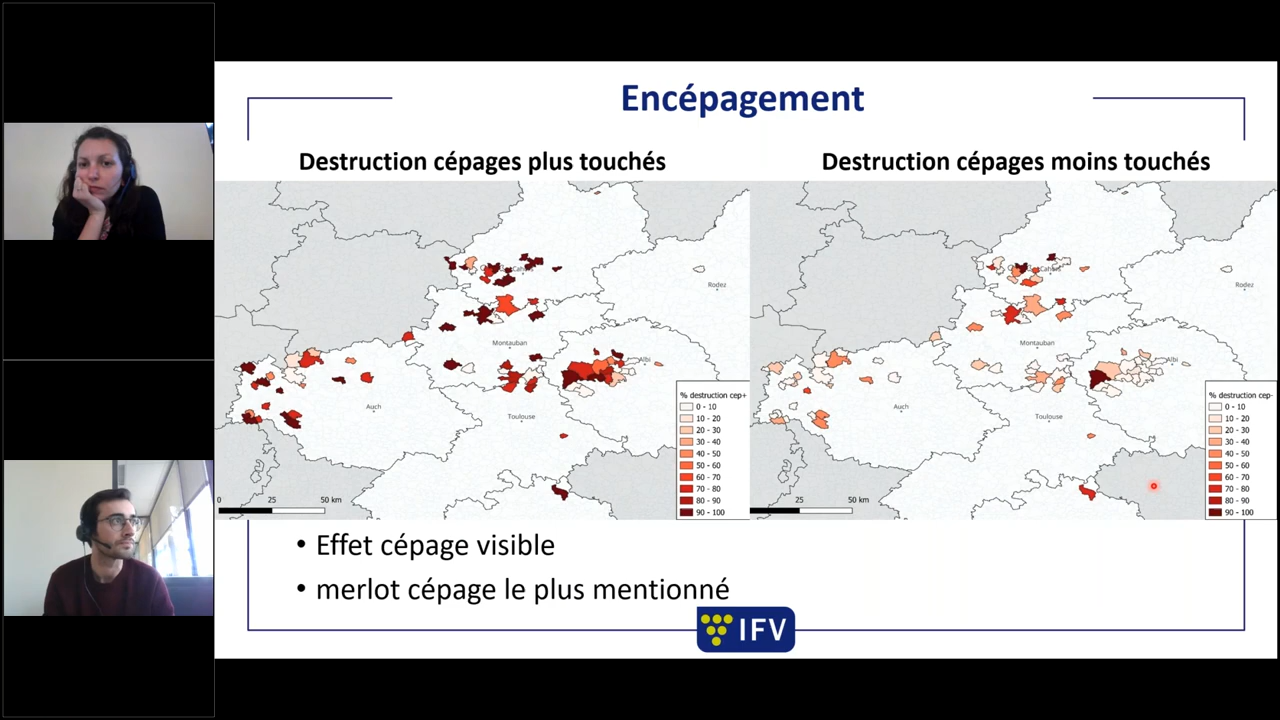 Encépagement
Destruction cépages plus touchés
Destruction cépages moins touchés
Rodez
Montauban
Albi
Auch
Toulouse
0 25 50 km
% destruction cep+
0 - 10
10 - 20
20 - 30
30 - 40
40 - 50
50 - 60
60 - 70
70 - 80
80 - 90
90 - 100
Cahors
Rodez
Montauban
Albi
Auch
Toulouse
25 50 km
% destruction cep-
0 - 10
10 - 20
20 - 30
30 - 40
40 - 50
50 - 60
60 - 70
70 - 80
80 - 90
90 - 100
• Effet cépage visible
• merlot cépage le plus mentionné
IFV